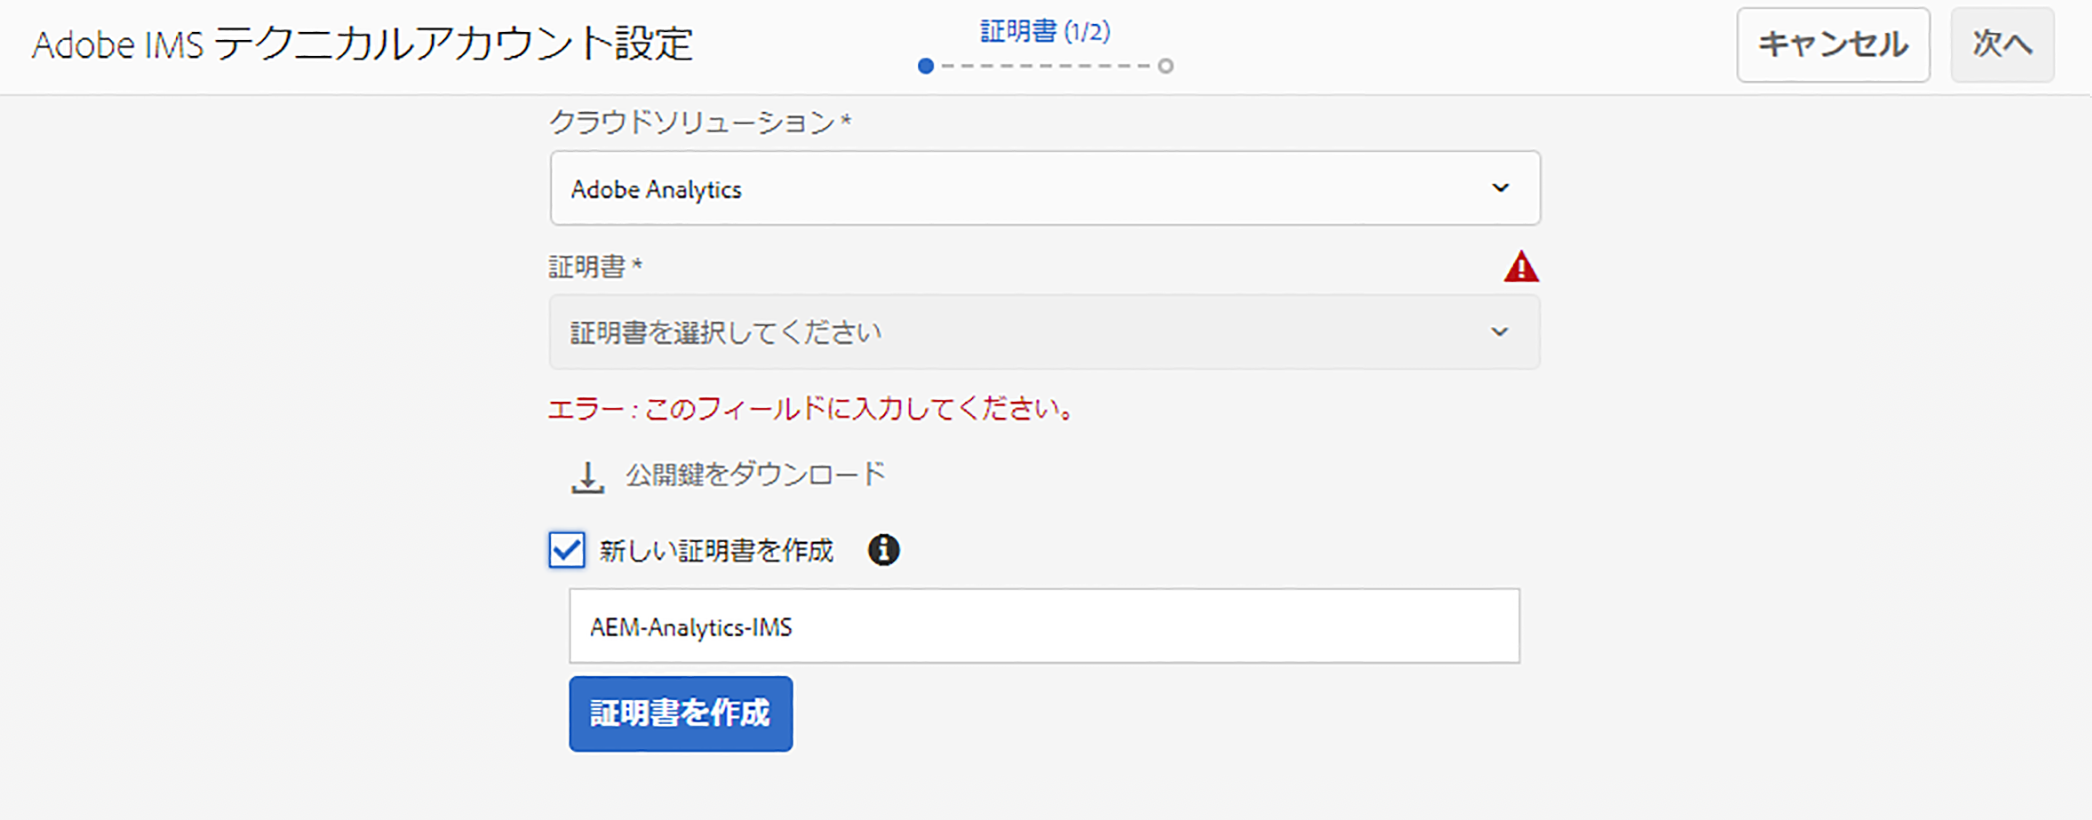 Adobe IMS テクニカルアカウント設定
証明書 (1/2)
キャンセル
次へ
クラウドソリューション *
Adobe Analytics
証明書 *
証明書を選択してください
エラー : このフィールドに入力してください。
公開鍵をダウンロード
新しい証明書を作成
AEM-Analytics-IMS
証明書を作成